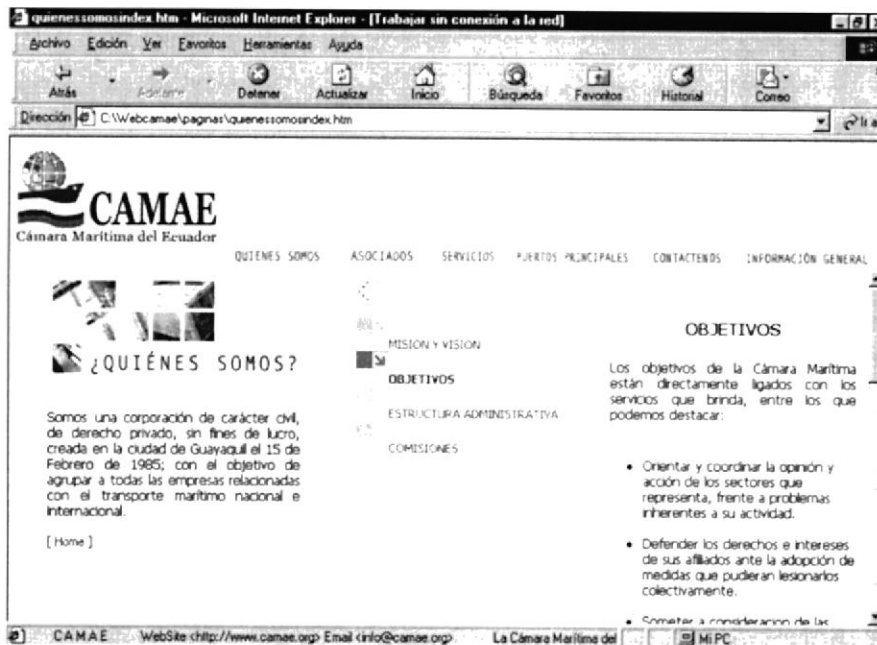 quienessomosindex.htm - Microsoft Internet Explorer - [Trabajar sin conexión a la red]
Archivo Edición Ver Favoritos Herramientas Ayuda
Atrás Adelante Detener Actualizar Inicio Búsqueda Favoritos Historial Correo
Dirección C:\Webcamae\paginas\quienessomosindex.htm Ir a
CAMAE
Cámara Marítima del Ecuador
QUIENES SOMOS ASOCIADOS SERVICIOS PUERTOS PRINCIPALES CONTACTENOS INFORMACIÓN GENERAL
¿QUIÉNES SOMOS?
Somos una corporación de carácter civil,
de derecho privado, sin fines de lucro,
creada en la ciudad de Guayaquil el 15 de
Febrero de 1985; con el objetivo de
agrupar a todas las empresas relacionadas
con el transporte marítimo nacional e
internacional.
[ Home ]
MISION Y VISION
OBJETIVOS
ESTRUCTURA ADMINISTRATIVA
COMISIONES
OBJETIVOS
Los objetivos de la Cámara Marítima
están directamente ligados con los
servicios que brinda, entre los que
podemos destacar:
• Orientar y coordinar la opinión y
acción de los sectores que
representa, frente a problemas
inherentes a su actividad.
• Defender los derechos e intereses
de sus afiliados ante la adopción de
medidas que pudieran lesionarlos
colectivamente.
• Someter a consideracion de las
C A M A E WebSite <http://www.camae.org> Email <info@camae.org> La Cámara Marítima del Mi PC